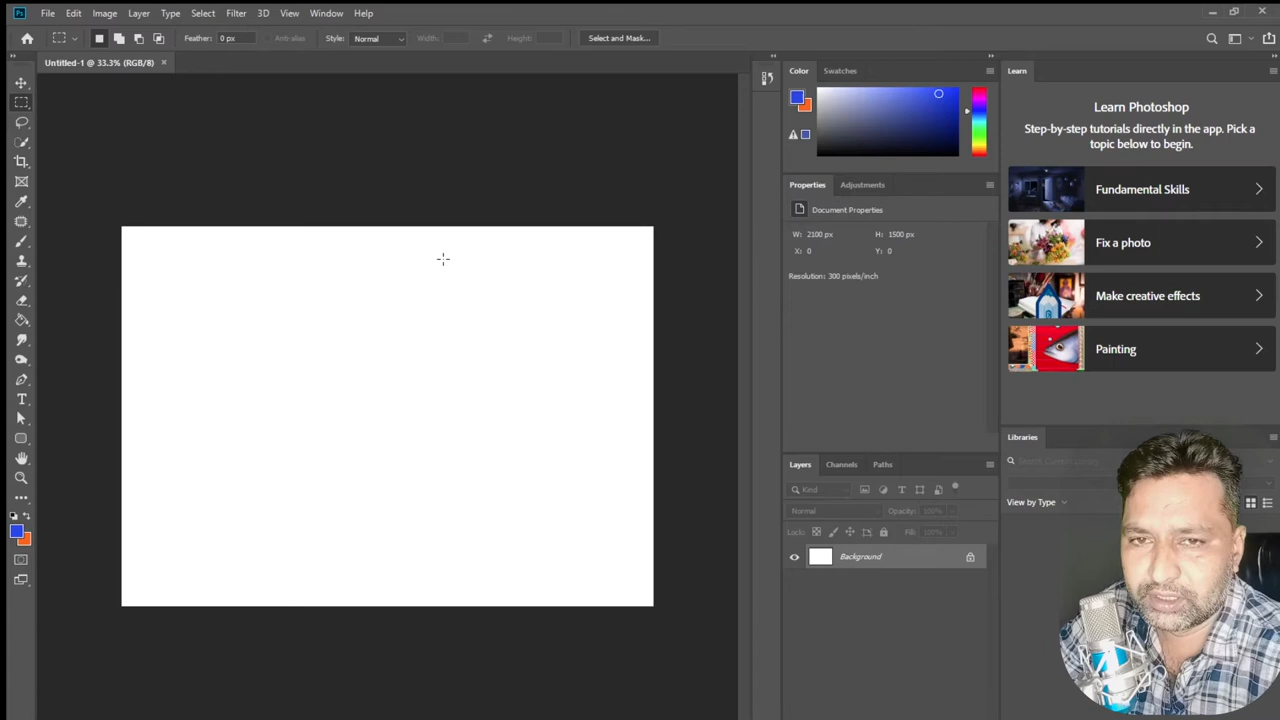 Ps File Edit Image Layer Type Select Filter 3D View Window Help
Feather: 0 px Anti-alias Style: Normal Width: Height: Select and Mask...
Untitled-1 @ 33.3% (RGB/8)
Color Swatches
Learn
Learn Photoshop
Step-by-step tutorials directly in the app. Pick a
topic below to begin.
Fundamental Skills
Fix a photo
Make creative effects
Painting
Properties Adjustments
Document Properties
W: 2100 px H: 1500 px
X: 0 Y: 0
Resolution: 300 pixels/inch
Layers Channels Paths
Kind
Normal Opacity: 100%
Lock: Fill: 100%
Background
Libraries
Search Current Library
View by Type